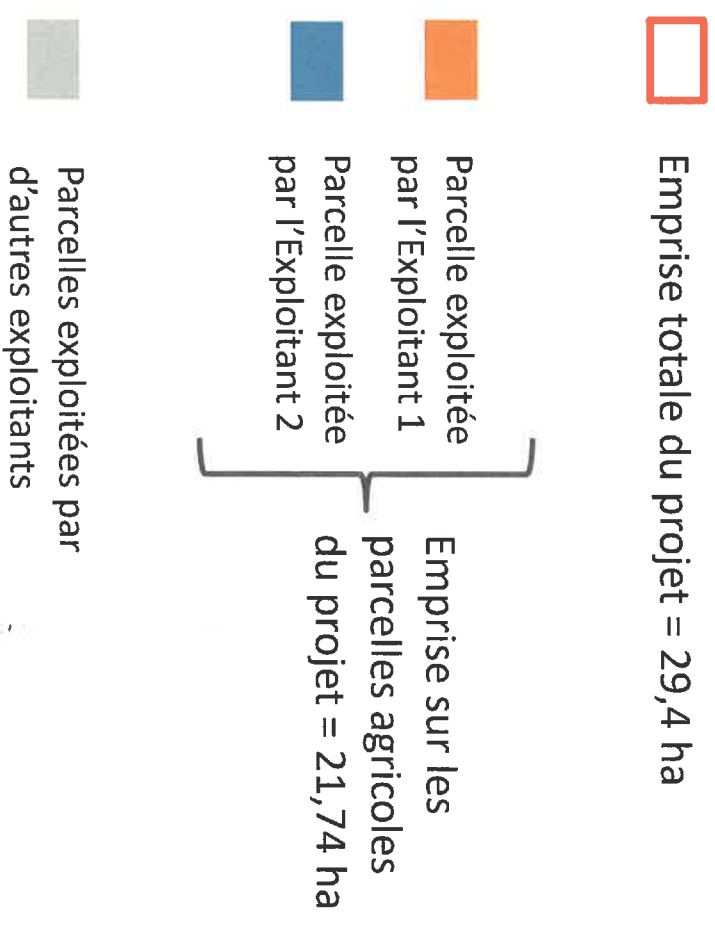 Emprise totale du projet = 29,4 ha
Parcelle exploitée
par l'Exploitant 1
Parcelle exploitée
par l'Exploitant 2
Emprise sur les
parcelles agricoles
du projet = 21,74 ha
Parcelles exploitées par
d'autres exploitants